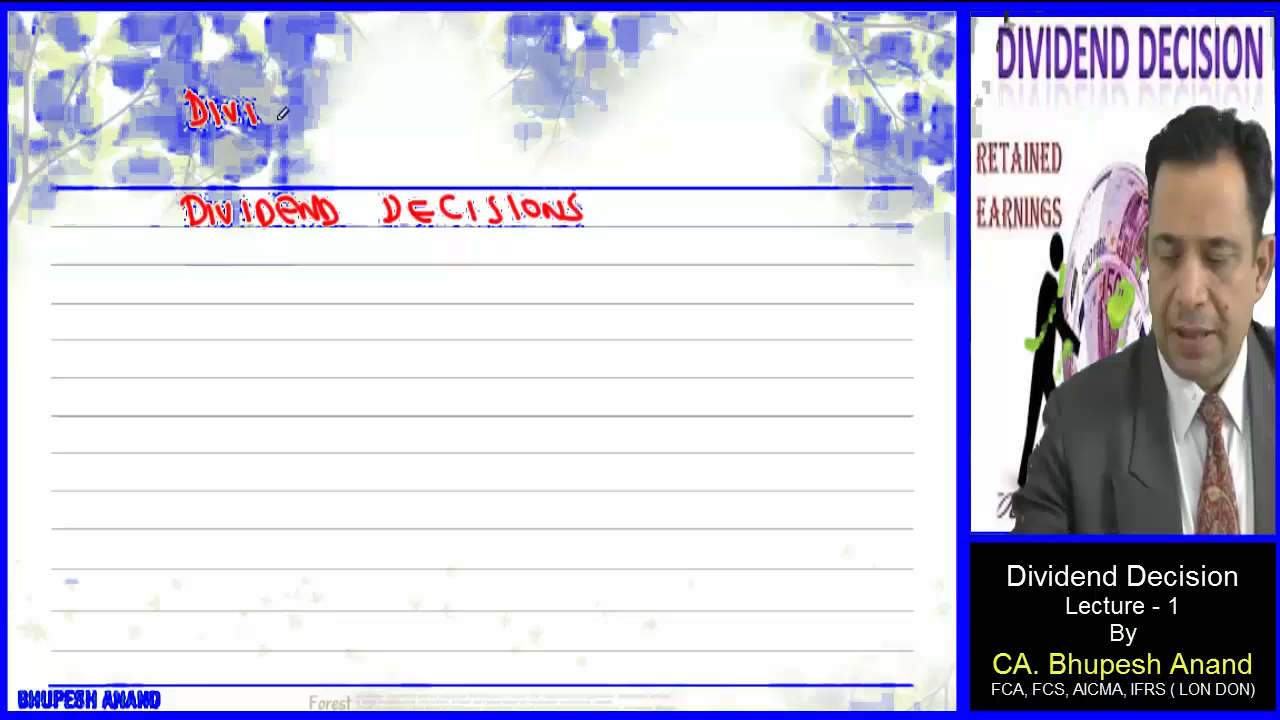 DIVI
DIVIDEND DECISIONS
BHUPESH ANAND
Forest
DIVIDEND DECISION
RETAINED
EARNINGS
Dividend Decision
Lecture - 1
By
CA. Bhupesh Anand
FCA, FCS, AICMA, IFRS ( LON DON)